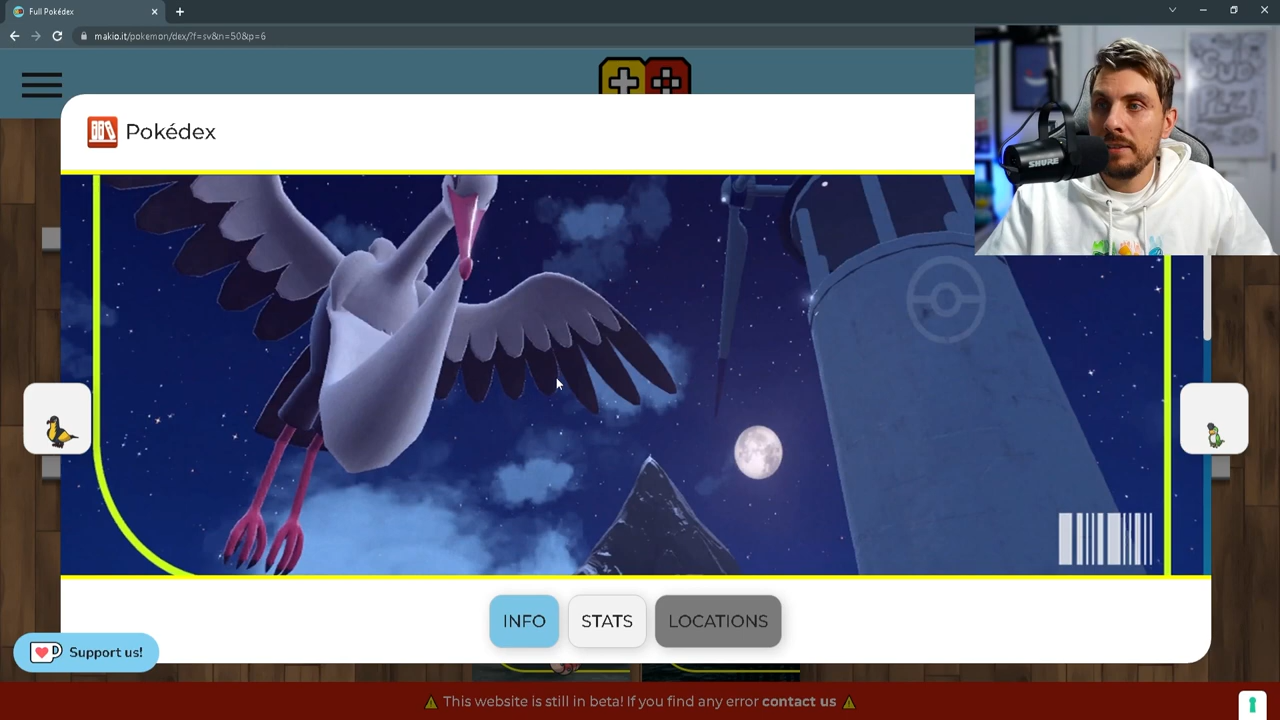 Full Pokédex
makio.it/pokemon/dex/?f=sv&n=50&p=6
Pokédex
SHURE
INFO
STATS
LOCATIONS
Support us!
This website is still in beta! If you find any error contact us